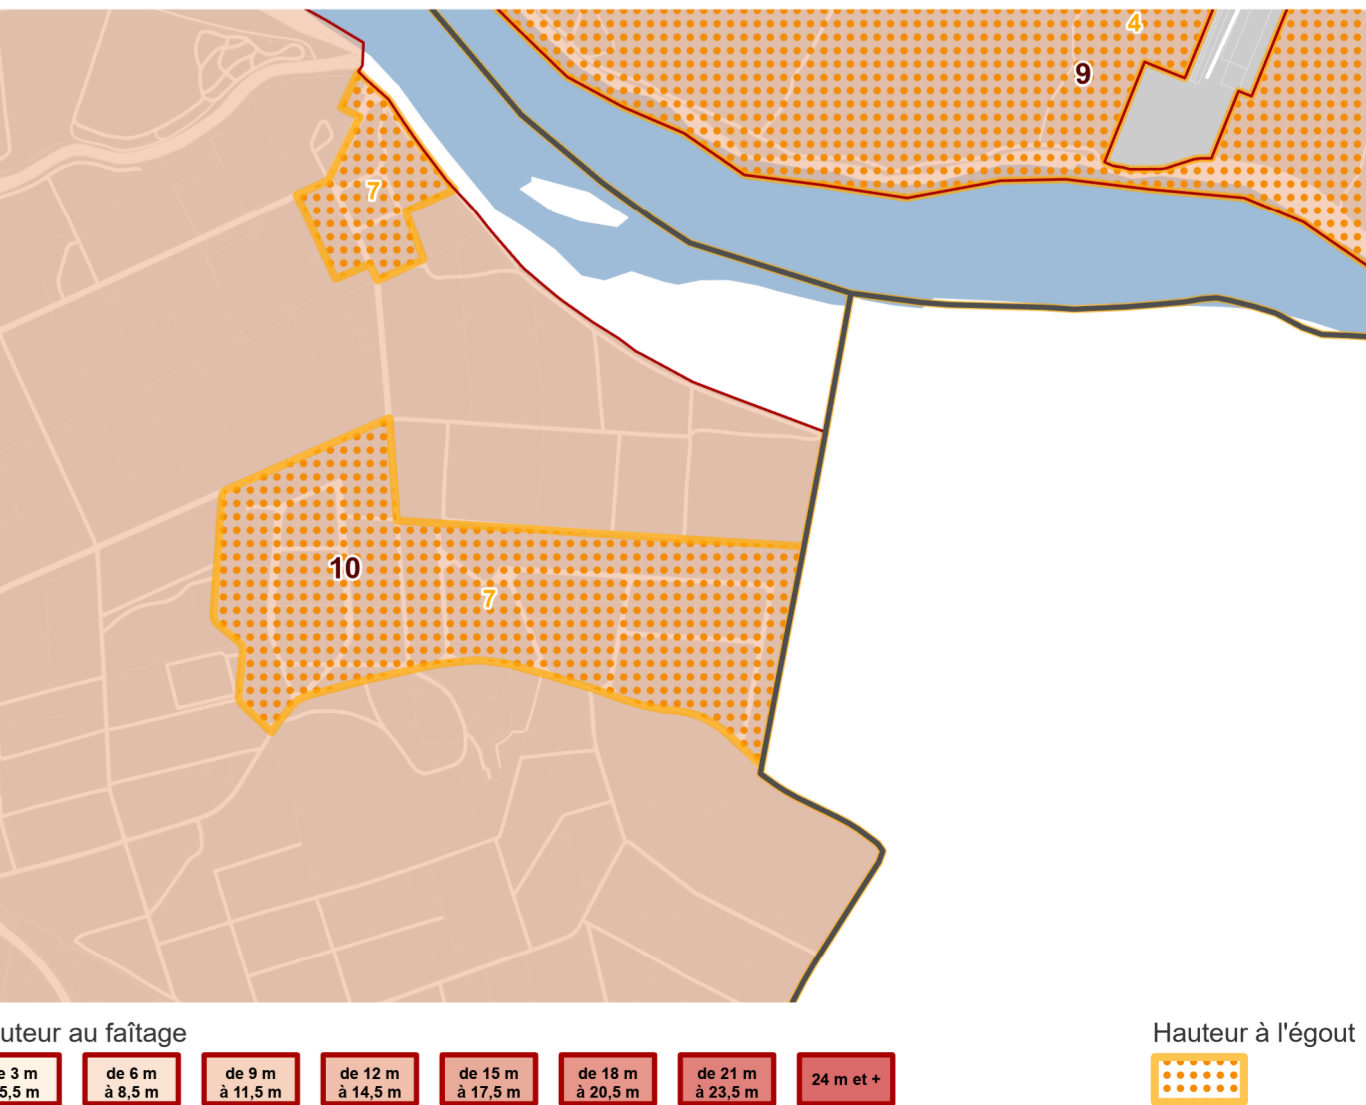 4
9
7
10
7
uteur au faîtage
Hauteur à l'égout
e 3 m
5,5 m
de 6 m
à 8,5 m
de 9 m
à 11,5 m
de 12 m
à 14,5 m
de 15 m
à 17,5 m
de 18 m
à 20,5 m
de 21 m
à 23,5 m
24 m et +